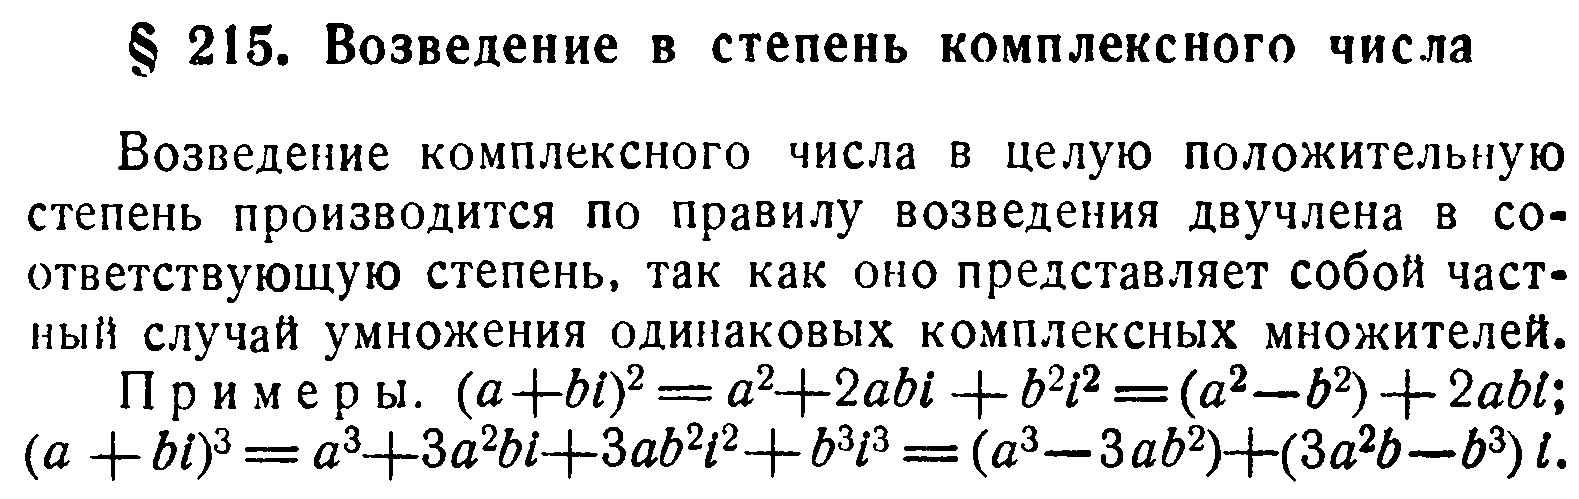 § 215. Возведение в степень комплексного числа
Возведение комплексного числа в целую положительную
степень производится по правилу возведения двучлена в со-
ответствующую степень, так как оно представляет собой част-
ный случай умножения одинаковых комплексных множителей.
Примеры. (a+bi)²=a²+2abi+b²i²=(a²—b²)+2abi;
(a+bi)³=a³+3a²bi+3ab²i²+b³i³=(a³—3ab²)+(3a²b—b³)i.